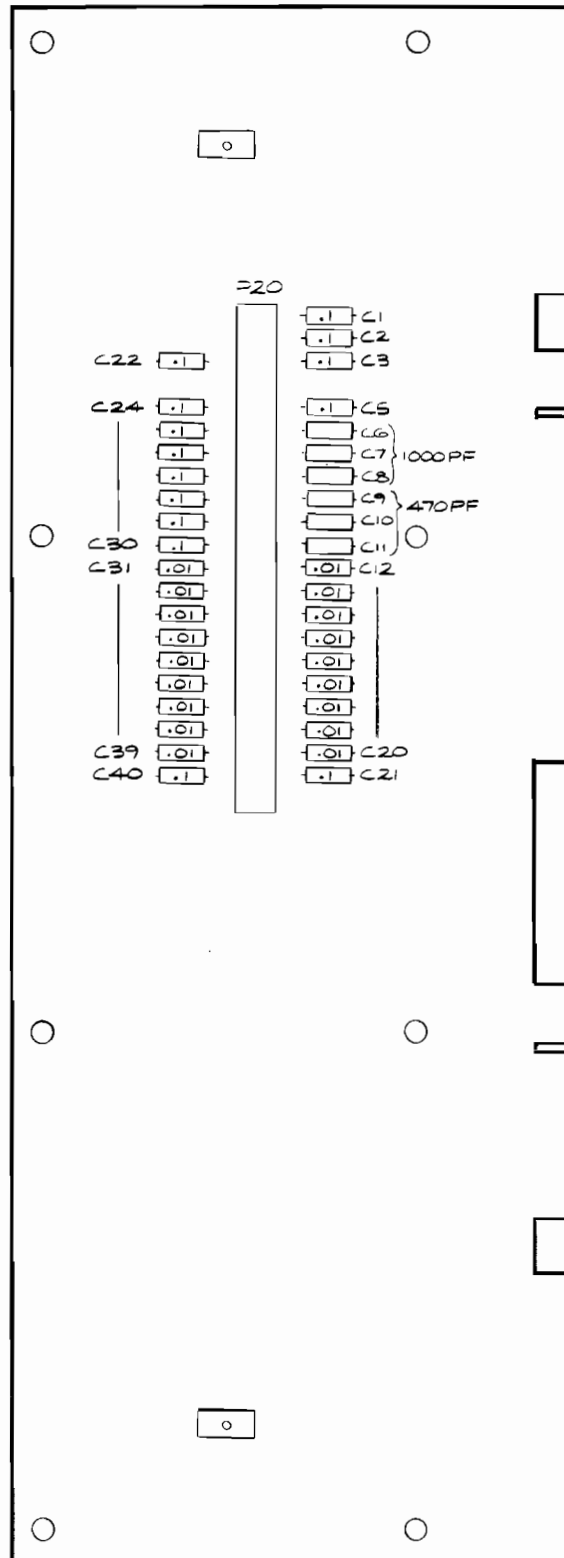 P20
.1 C1
.1 C2
C22 .1 .1 C3
C24 .1 .1 C5
.1 C6
.1 C7 1000PF
.1 C8
.1 C9 470PF
.1 C10
C30 .1 C11
C31 .01 .01 C12
.01 .01
.01 .01
.01 .01
.01 .01
.01 .01
.01 .01
.01 .01
C39 .01 .01 C20
C40 .1 .1 C21